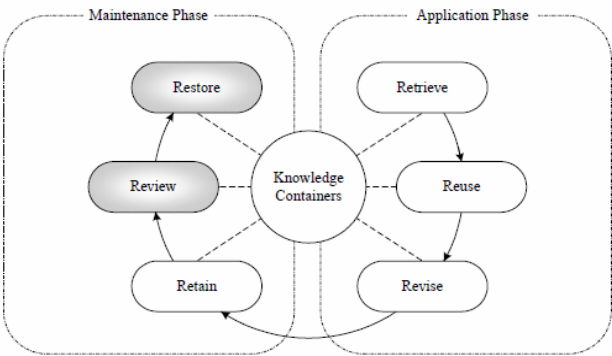 Maintenance Phase
Application Phase
Restore
Retrieve
Review
Knowledge
Containers
Reuse
Retain
Revise